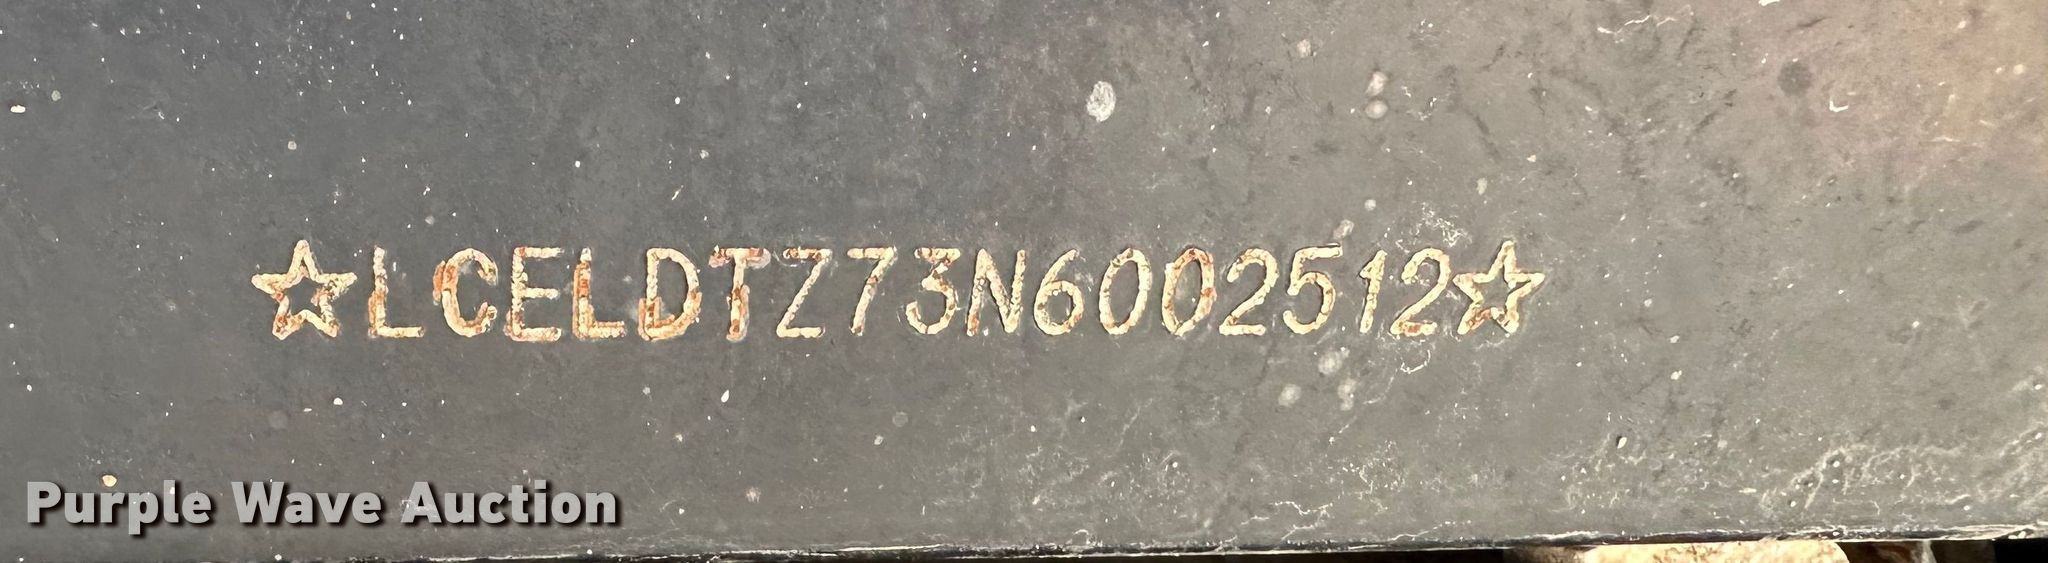 ☆LCELDTZ73N6002512☆
Purple Wave Auction